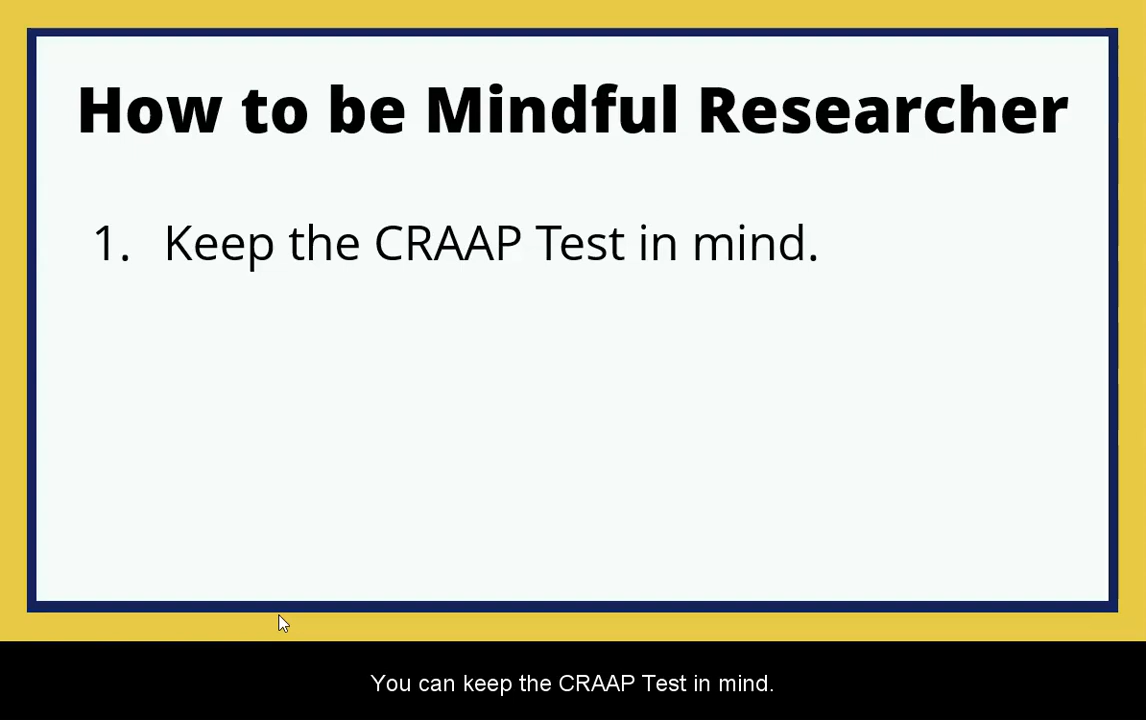 How to be Mindful Researcher
1. Keep the CRAAP Test in mind.
You can keep the CRAAP Test in mind.